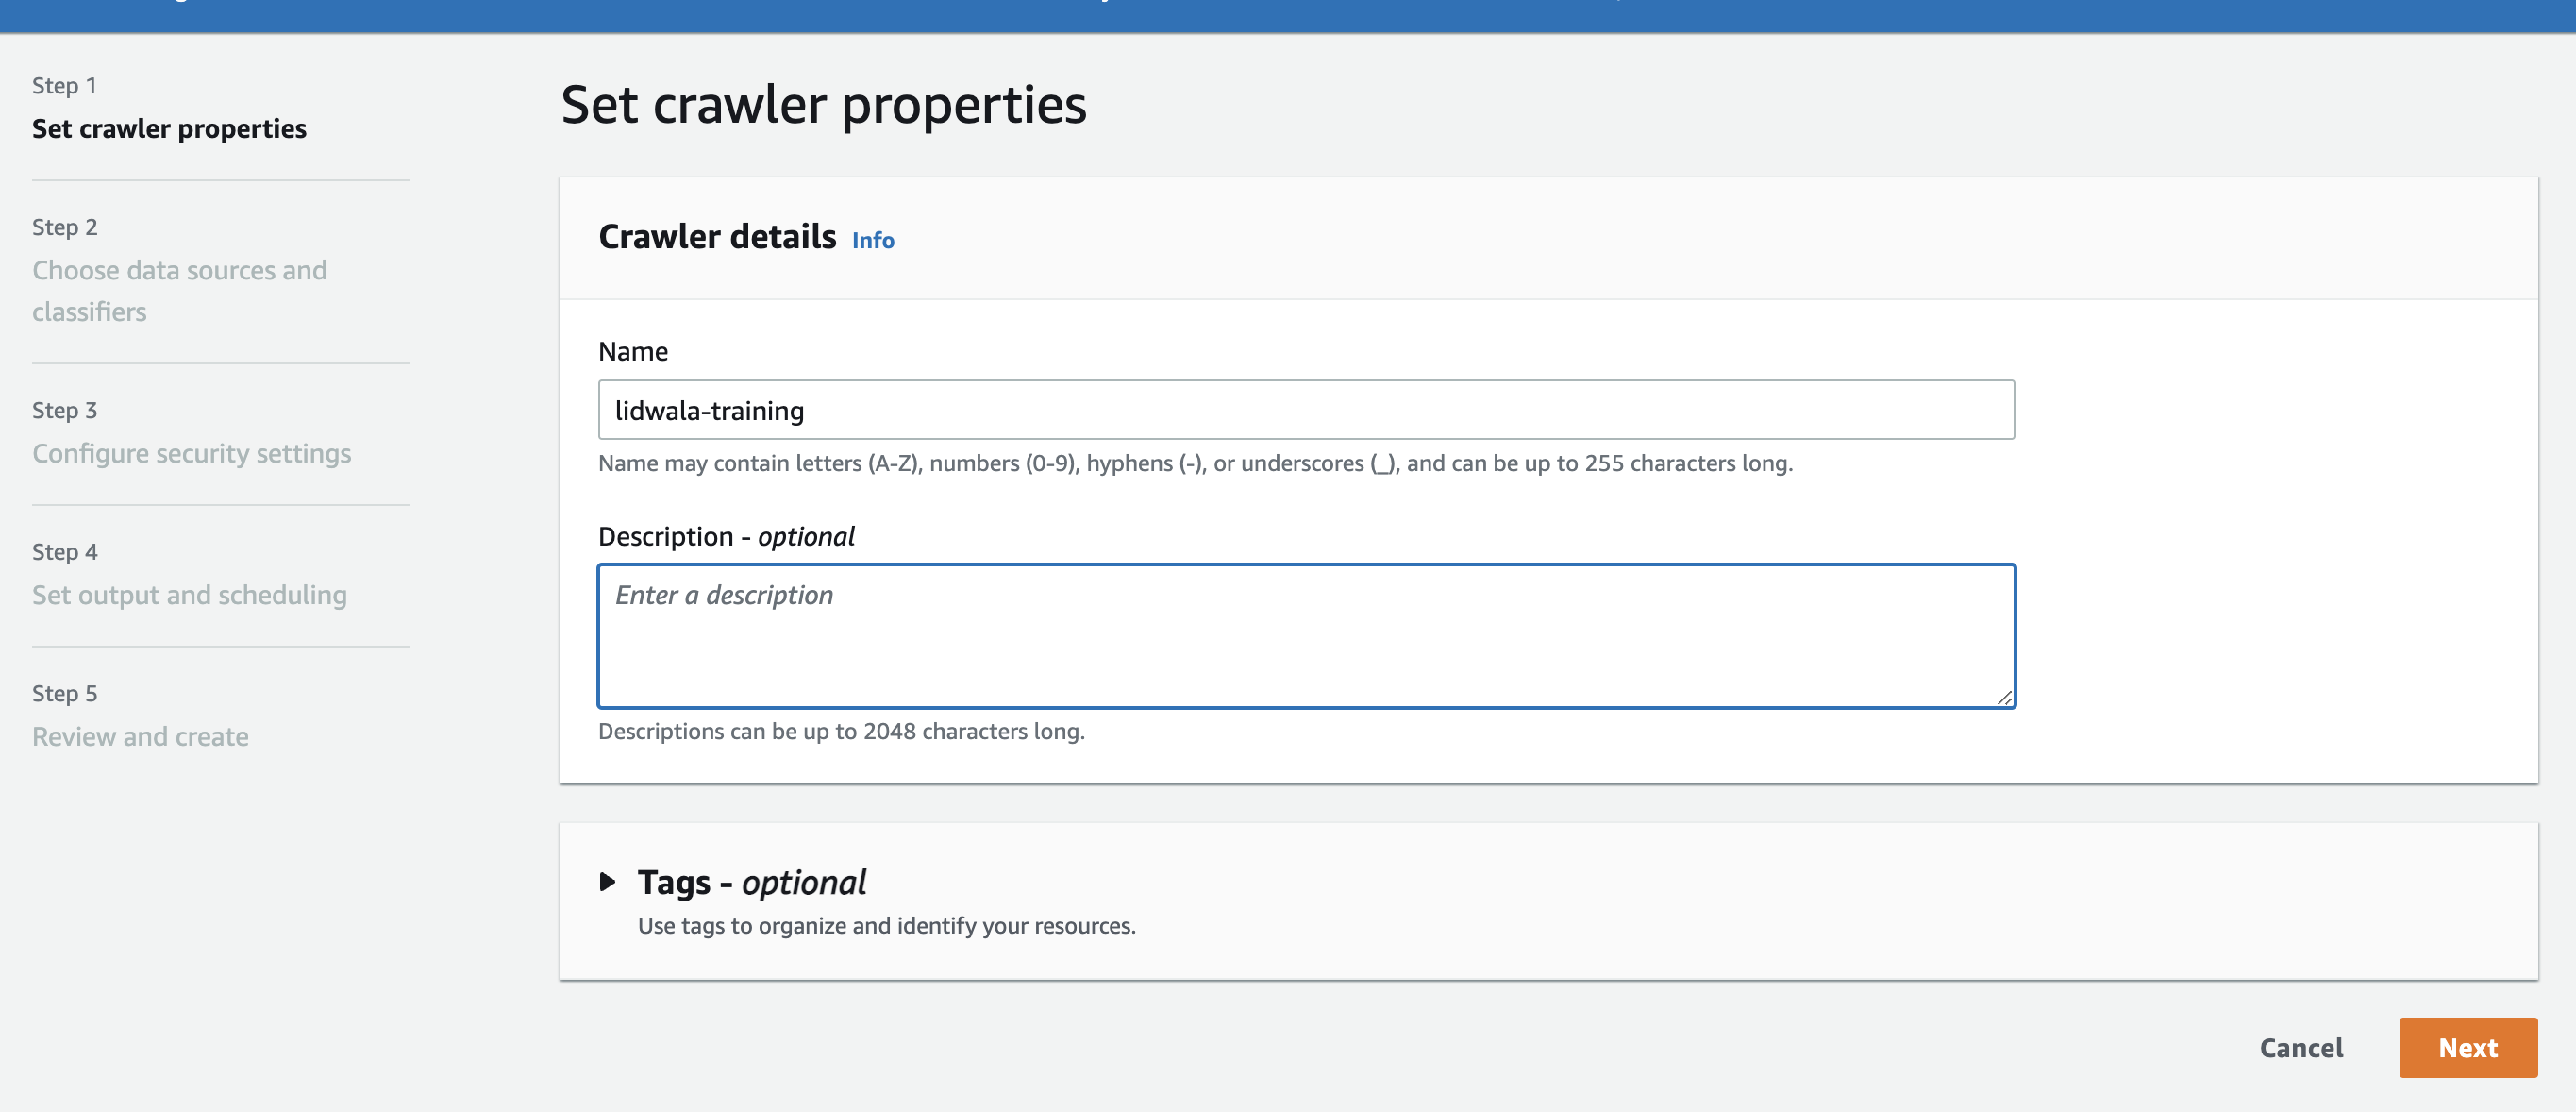 Step 1
Set crawler properties
Step 2
Choose data sources and
classifiers
Step 3
Configure security settings
Step 4
Set output and scheduling
Step 5
Review and create
Set crawler properties
Crawler details Info
Name
lidwala-training
Name may contain letters (A-Z), numbers (0-9), hyphens (-), or underscores (_), and can be up to 255 characters long.
Description - optional
Enter a description
Descriptions can be up to 2048 characters long.
Tags - optional
Use tags to organize and identify your resources.
Cancel
Next